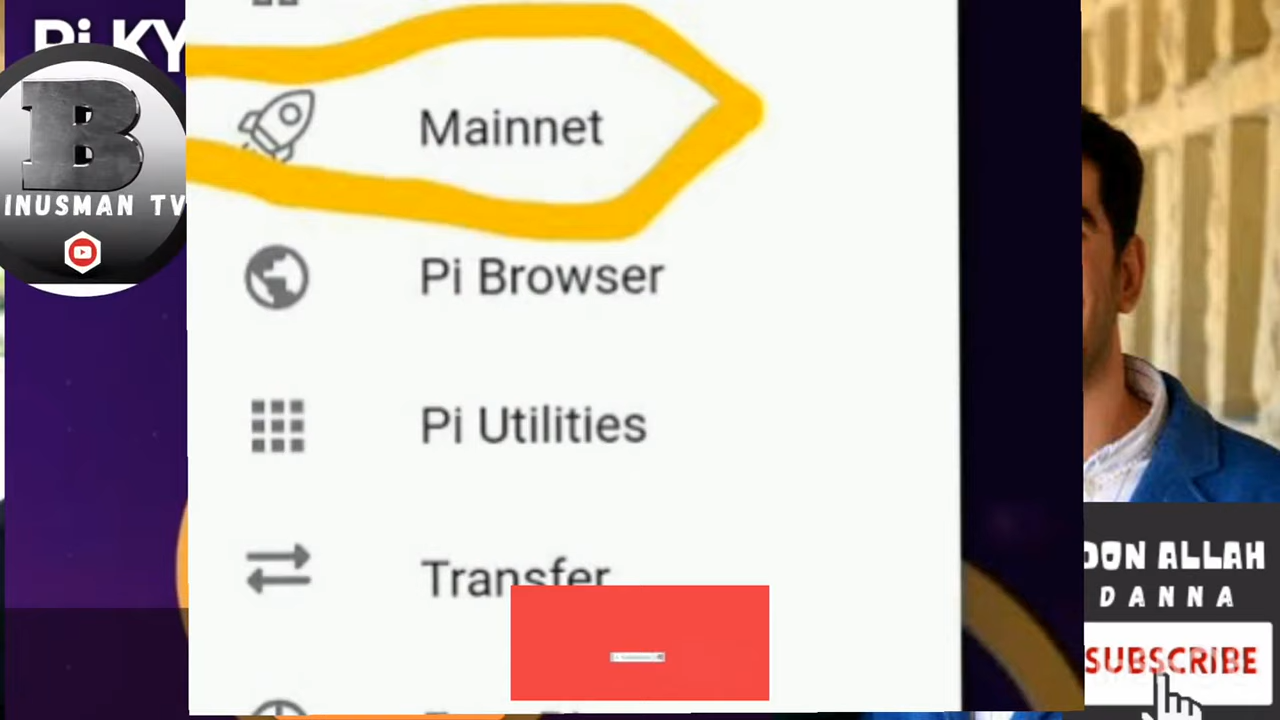 Pi KY
B
INUSMAN TV
Mainnet
Pi Browser
Pi Utilities
Transfer
DON ALLAH
DANNA
SUBSCRIBE